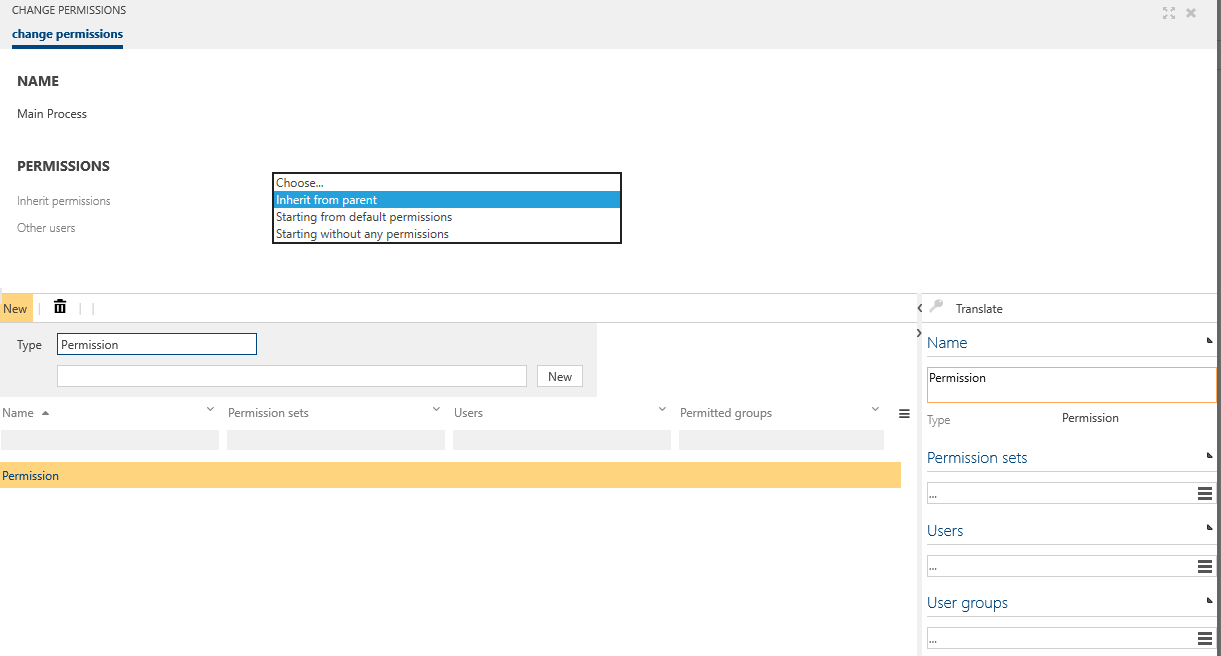 CHANGE PERMISSIONS
change permissions
NAME
Main Process
PERMISSIONS
Inherit permissions
Other users
Choose...
Inherit from parent
Starting from default permissions
Starting without any permissions
New
Type Permission
New
Name Permission sets Users Permitted groups
Permission
Translate
Name
Permission
Type Permission
Permission sets
...
Users
...
User groups
...